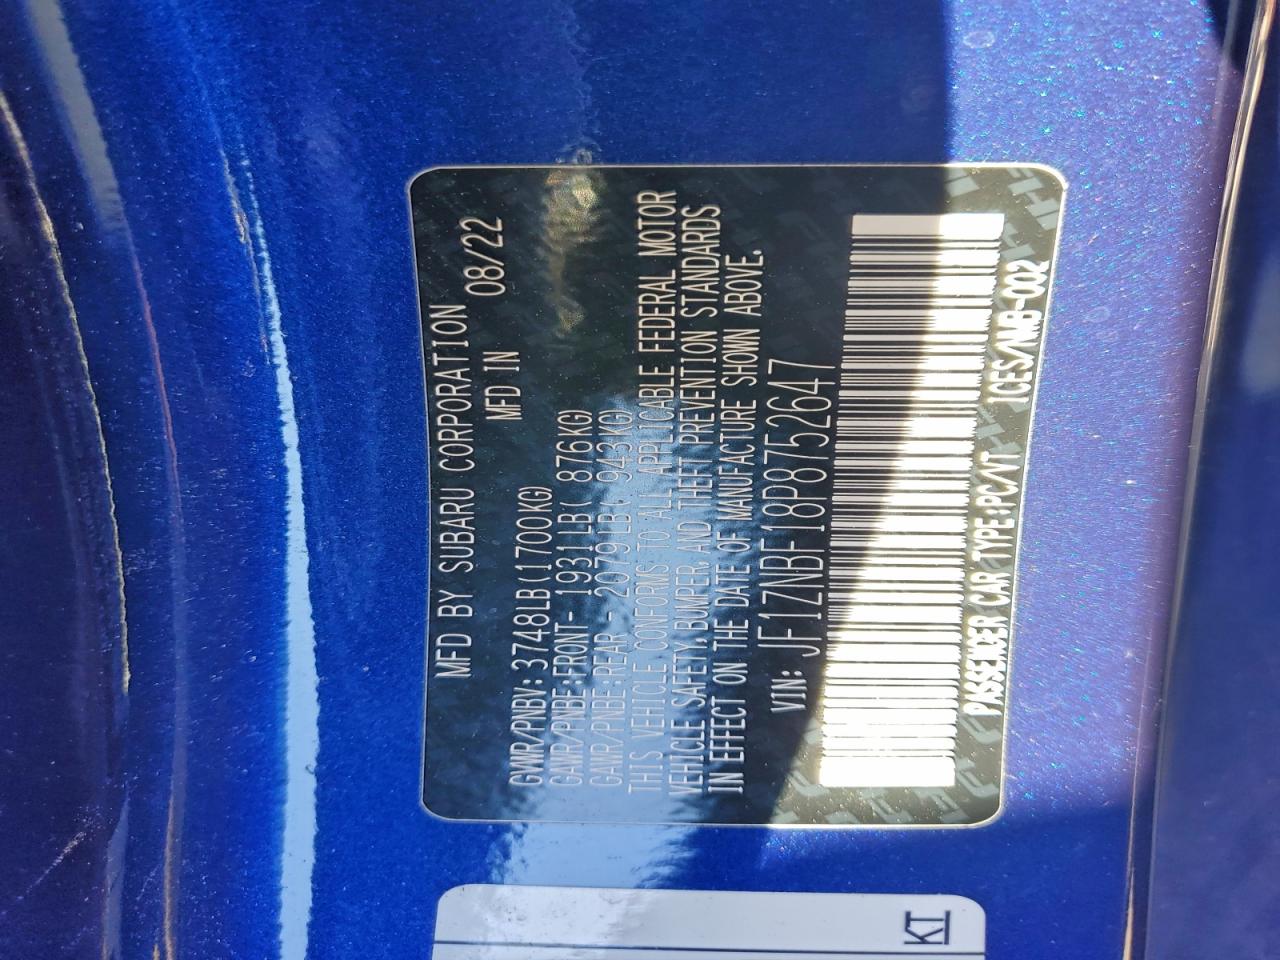 MFD BY SUBARU CORPORATION
MFD IN 08/22
GVWR/PNBV:3748LB(1700KG)
GAWR/PNBE:FRONT- 1931LB( 876KG)
GAWR/PNBE:REAR - 2079LB( 943KG)
THIS VEHICLE CONFORMS TO ALL APPLICABLE FEDERAL MOTOR
VEHICLE SAFETY,BUMPER, AND THEFT PREVENTION STANDARDS
IN EFFECT ON THE DATE OF MANUFACTURE SHOWN ABOVE.
VIN: JF1ZNBF18P8752647
PASSENGER CAR TYPE:PC/VT ICES/NMB-002
KI